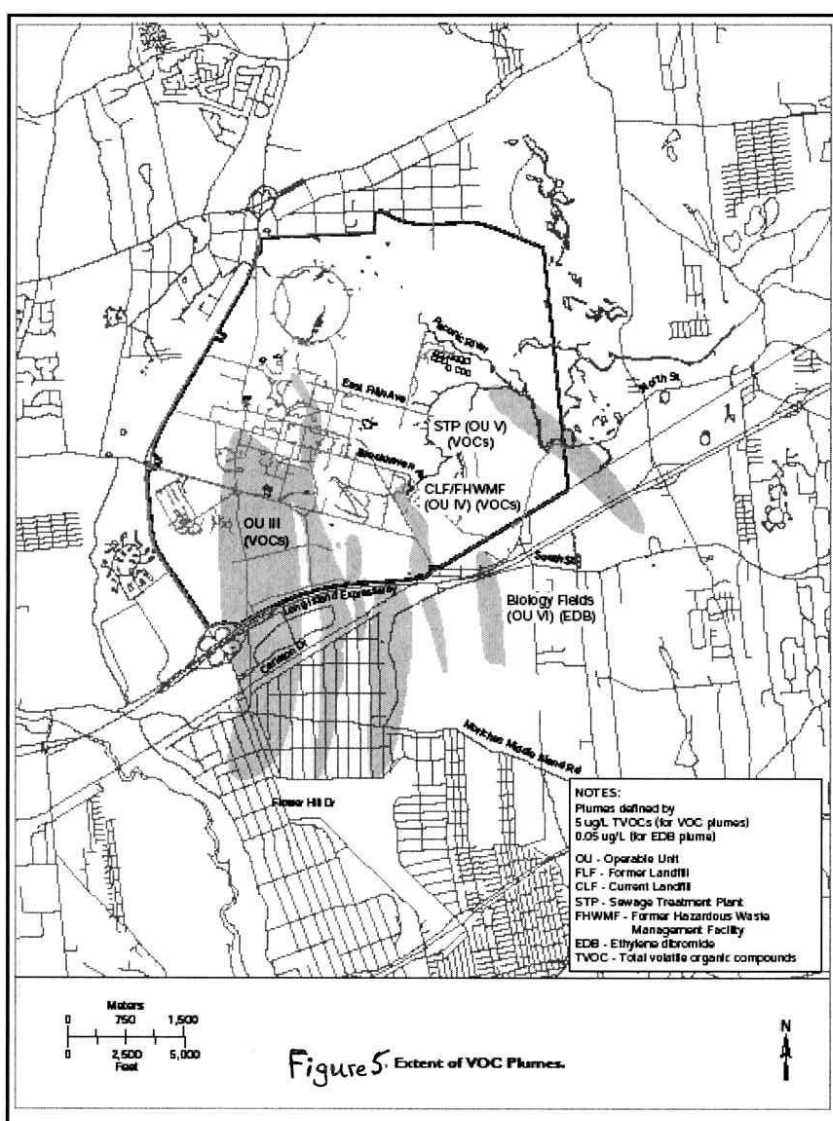 Peconic River
North St
East Fifth Ave
STP (OU V)
(VOCs)
CLF/FHWMF
(OU IV) (VOCs)
OU III
(VOCs)
South St
Long Island Expressway
Biology Fields
(OU VI) (EDB)
Carleton Dr
Moriches Middle Island Rd
Flower Hill Dr
NOTES:
Plumes defined by
5 ug/L TVOCs (for VOC plumes)
0.05 ug/L (for EDB plume)
OU - Operable Unit
FLF - Former Landfill
CLF - Current Landfill
STP - Sewage Treatment Plant
FHWMF - Former Hazardous Waste
Management Facility
EDB - Ethylene dibromide
TVOC - Total volatile organic compounds
Meters
0 750 1,500
0 2,500 5,000
Feet
N
Figure 5. Extent of VOC Plumes.